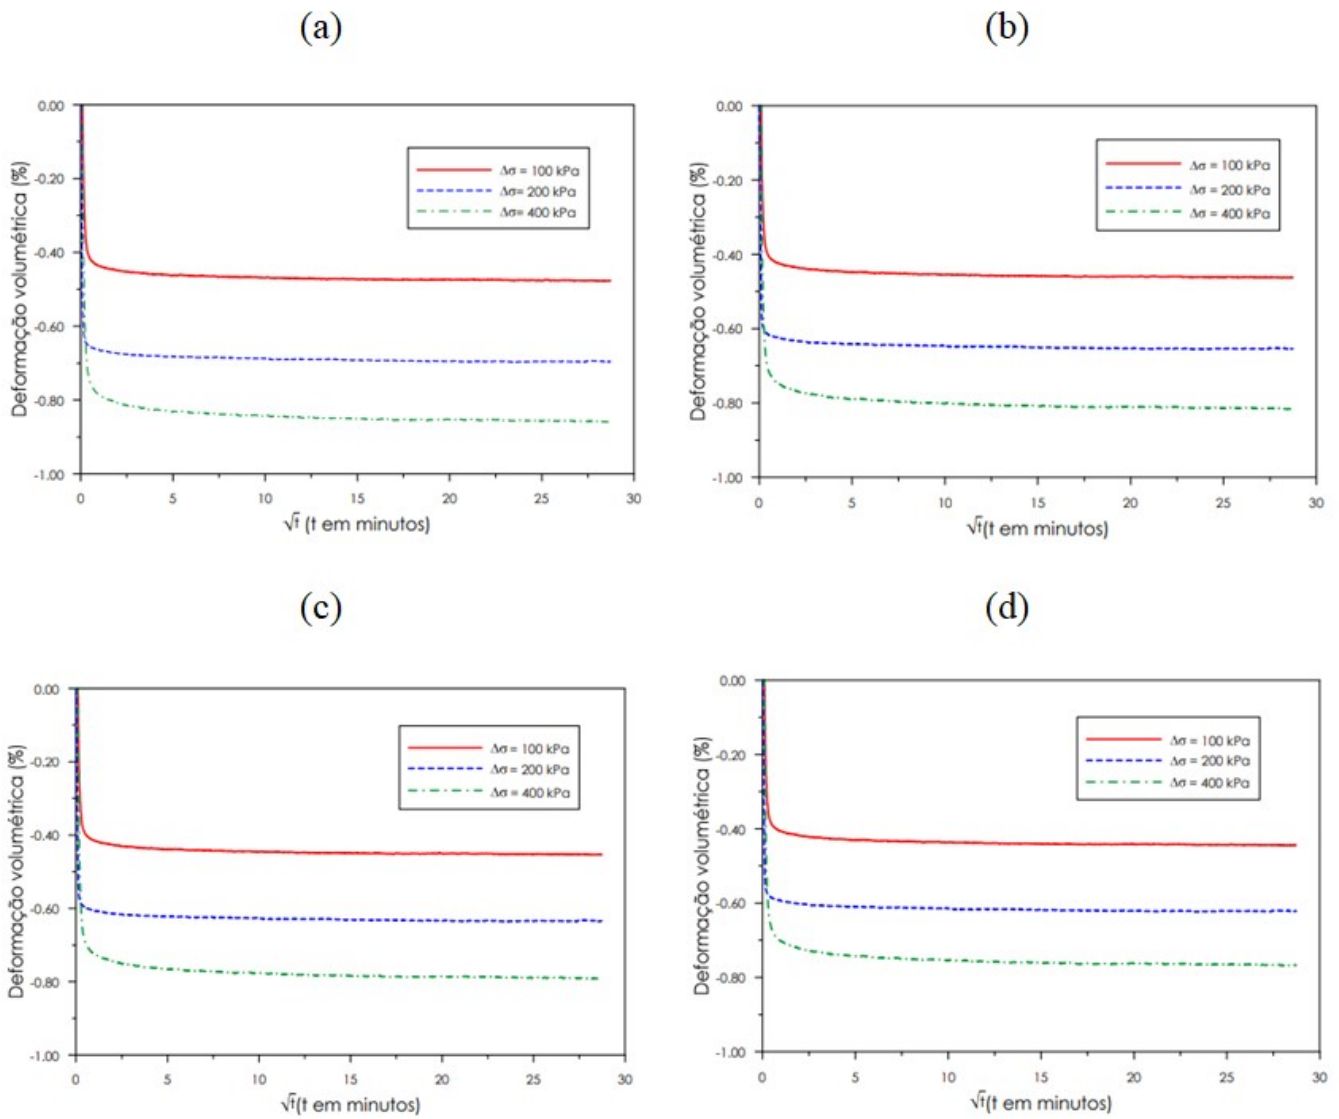 (a)
0.00
-0.20
-0.40
-0.60
-0.80
-1.00
Deformação volumétrica (%)
Δσ = 100 kPa
Δσ= 200 kPa
Δσ= 400 kPa
0 5 10 15 20 25 30
√t (t em minutos)
(b)
0.00
-0.20
-0.40
-0.60
-0.80
-1.00
Deformação volumétrica (%)
Δσ = 100 kPa
Δσ = 200 kPa
Δσ = 400 kPa
0 5 10 15 20 25 30
√t(t em minutos)
(c)
0.00
-0.20
-0.40
-0.60
-0.80
-1.00
Deformação volumétrica (%)
Δσ = 100 kPa
Δσ = 200 kPa
Δσ = 400 kPa
0 5 10 15 20 25 30
√t(t em minutos)
(d)
0.00
-0.20
-0.40
-0.60
-0.80
-1.00
Deformação volumétrica (%)
Δσ = 100 kPa
Δσ = 200 kPa
Δσ = 400 kPa
0 5 10 15 20 25 30
√t(t em minutos)